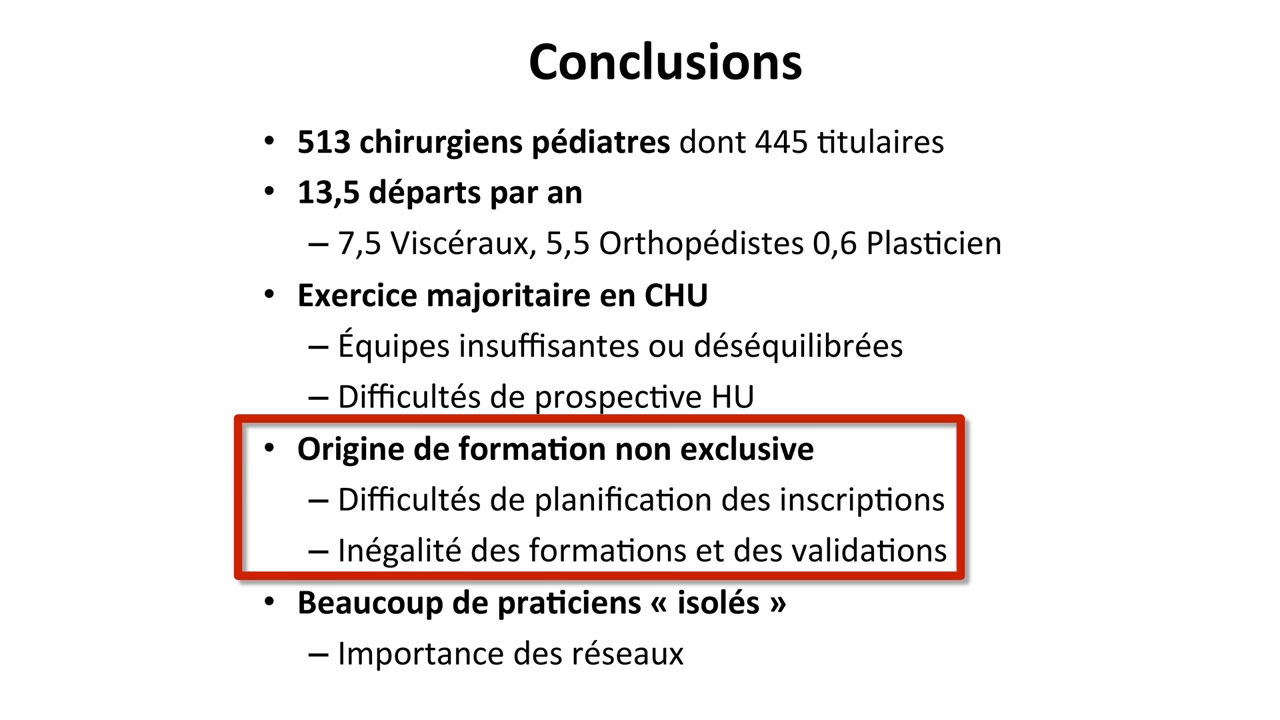 Conclusions
• 513 chirurgiens pédiatres dont 445 titulaires
• 13,5 départs par an
– 7,5 Viscéraux, 5,5 Orthopédistes 0,6 Plasticien
• Exercice majoritaire en CHU
– Équipes insuffisantes ou déséquilibrées
– Difficultés de prospective HU
• Origine de formation non exclusive
– Difficultés de planification des inscriptions
– Inégalité des formations et des validations
• Beaucoup de praticiens « isolés »
– Importance des réseaux